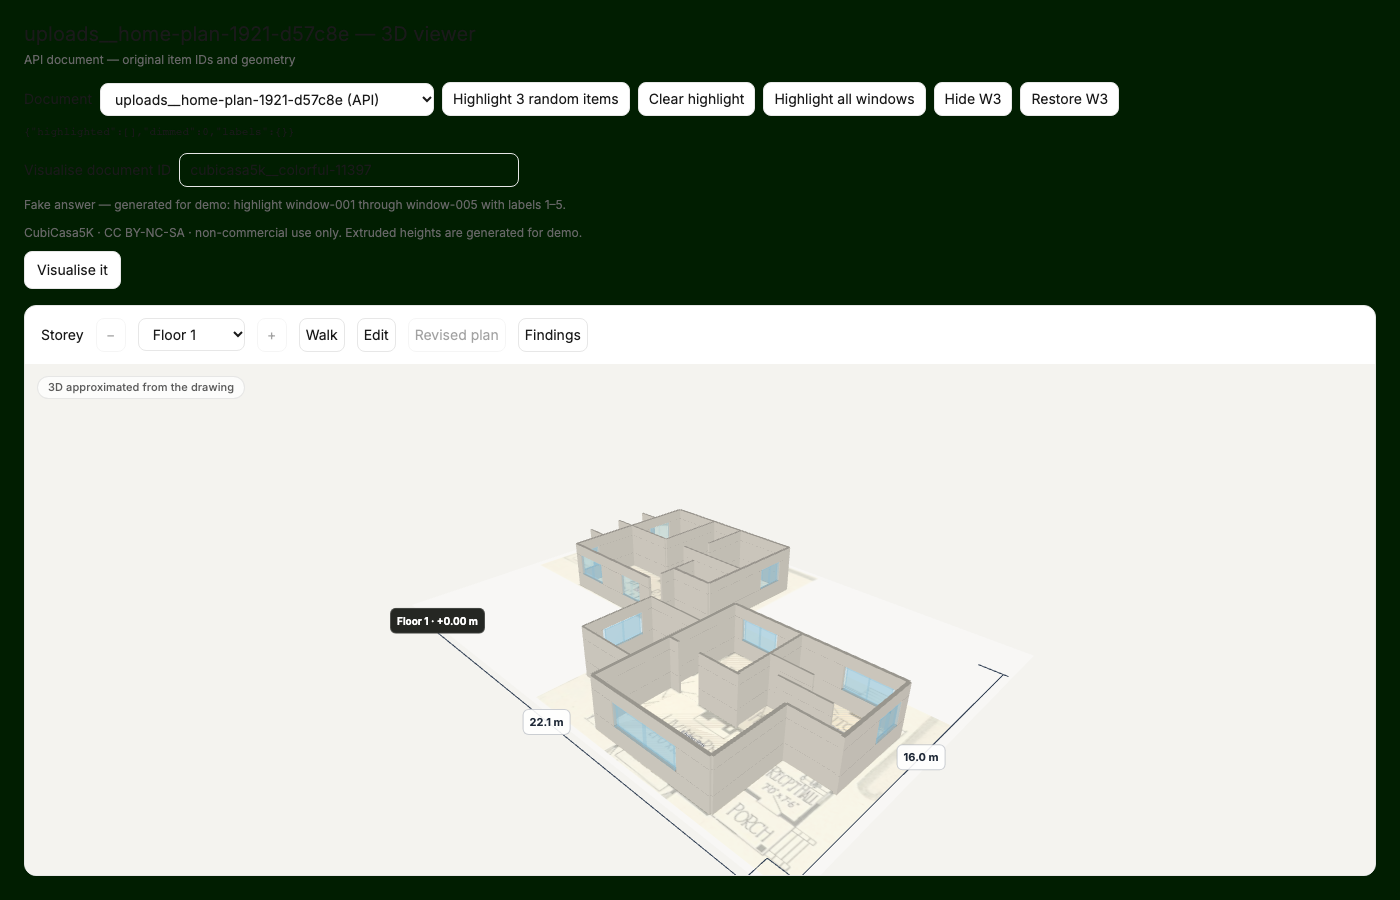 uploads__home-plan-1921-d57c8e — 3D viewer
API document — original item IDs and geometry
Document uploads__home-plan-1921-d57c8e (API) Highlight 3 random items Clear highlight Highlight all windows Hide W3 Restore W3
Visualise document ID cubicasa5k__colorful-11397
Fake answer — generated for demo: highlight window-001 through window-005 with labels 1–5.
CubiCasa5K · CC BY-NC-SA · non-commercial use only. Extruded heights are generated for demo.
Visualise it
Storey − Floor 1 + Walk Edit Revised plan Findings
3D approximated from the drawing
Floor 1 · +0.00 m
22.1 m
16.0 m
PORCH